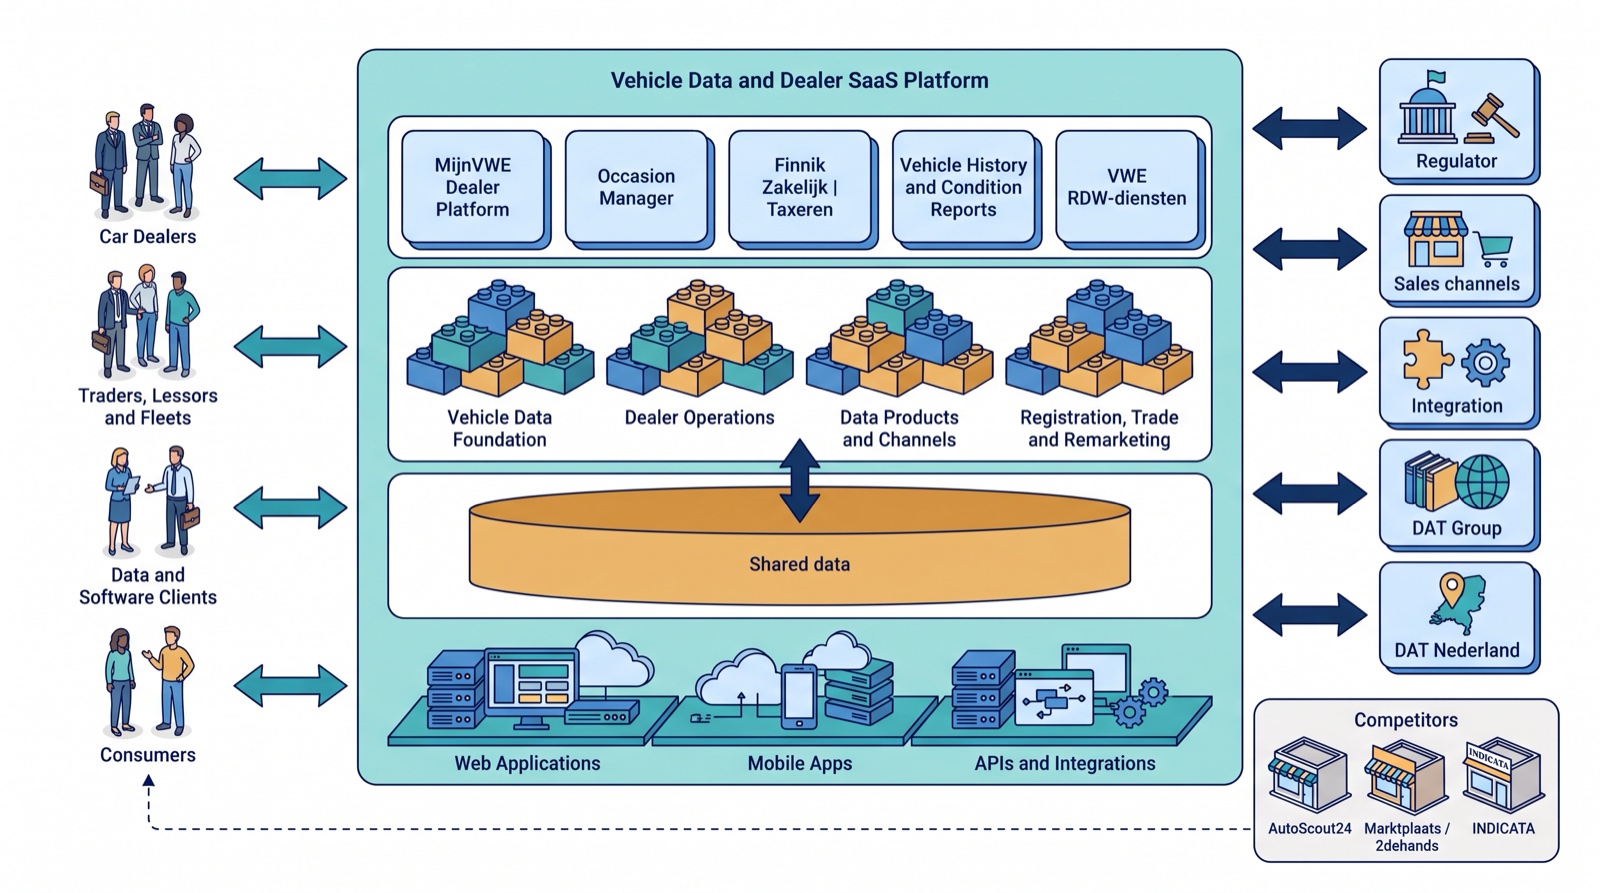 Vehicle Data and Dealer SaaS Platform
MijnVWE
Dealer
Platform
Occasion
Manager
Finnik
Zakelijk |
Taxeren
Vehicle History
and Condition
Reports
VWE
RDW-diensten
Vehicle Data
Foundation
Dealer Operations
Data Products
and Channels
Registration, Trade
and Remarketing
Shared data
Web Applications
Mobile Apps
APIs and Integrations
Car Dealers
Traders, Lessors
and Fleets
Data and
Software Clients
Consumers
Regulator
Sales channels
Integration
DAT Group
DAT Nederland
Competitors
INDICATA
AutoScout24
Marktplaats /
2dehands
INDICATA